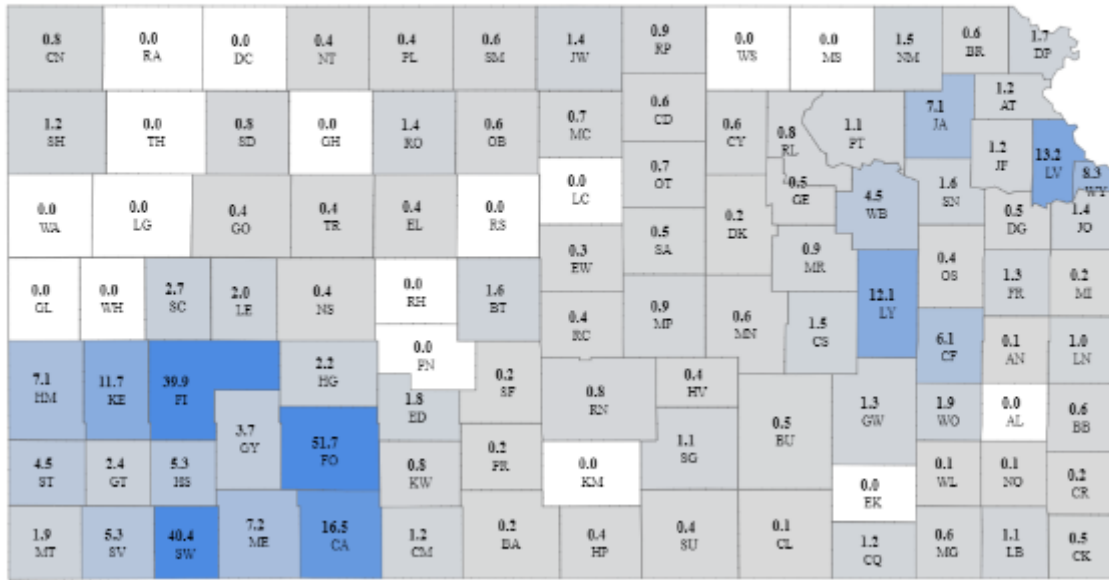 0.8
CN
0.0
RA
0.0
DC
0.4
NT
0.4
PL
0.6
SM
1.4
JW
0.9
RP
0.0
WS
0.0
MS
1.5
NM
0.6
BR
1.7
DP
1.2
SH
0.0
TH
0.8
SD
0.0
GH
1.4
RO
0.6
OB
0.7
MC
0.6
CD
0.6
CY
0.8
RL
1.1
PT
7.1
JA
1.2
AT
1.2
JF
13.2
LV
8.3
WY
0.0
WA
0.0
LG
0.4
GO
0.4
TR
0.4
EL
0.0
RS
0.0
LC
0.7
OT
0.2
DK
0.5
GE
4.5
WB
1.6
SN
0.5
DG
1.4
JO
0.3
EW
0.5
SA
0.9
MR
0.4
OS
1.3
FR
0.2
MI
0.0
GL
0.0
WH
2.7
SC
2.0
LE
0.4
NS
0.0
RH
1.6
BT
0.4
RC
0.9
MP
0.6
MN
1.5
CS
12.1
LY
6.1
CF
0.1
AN
1.0
LN
7.1
HM
11.7
KE
39.9
FI
2.2
HG
0.0
PN
1.8
ED
0.2
SF
0.8
RN
0.4
HV
0.5
BU
1.3
GW
1.9
WO
0.0
AL
0.6
BB
3.7
GY
51.7
FO
4.5
ST
2.4
GT
5.3
HS
0.8
KW
0.2
PR
0.0
KM
1.1
SG
0.0
EK
0.1
WL
0.1
NO
0.2
CR
1.9
MT
5.3
SV
40.4
SW
7.2
ME
16.5
CA
1.2
CM
0.2
BA
0.4
HP
0.4
SU
0.1
CL
1.2
CQ
0.6
MG
1.1
LB
0.5
CK